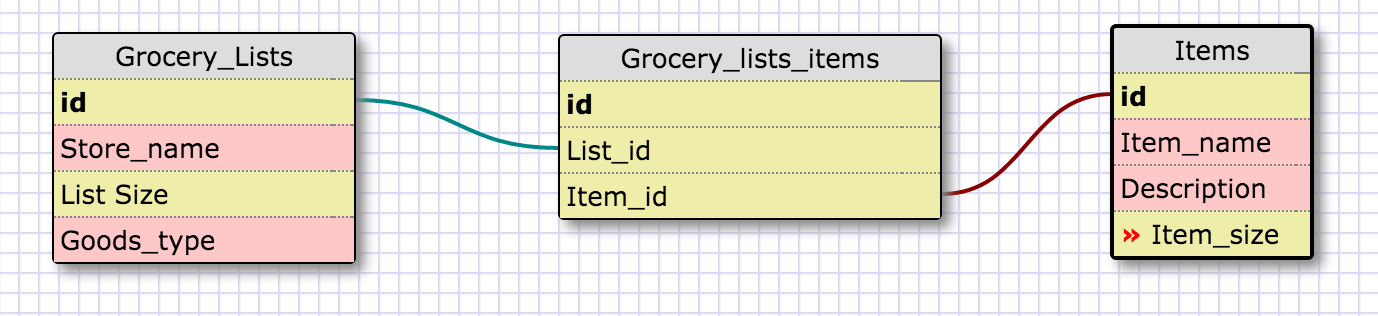 Grocery_Lists
id
Store_name
List Size
Goods_type
Grocery_lists_items
id
List_id
Item_id
Items
id
Item_name
Description
» Item_size